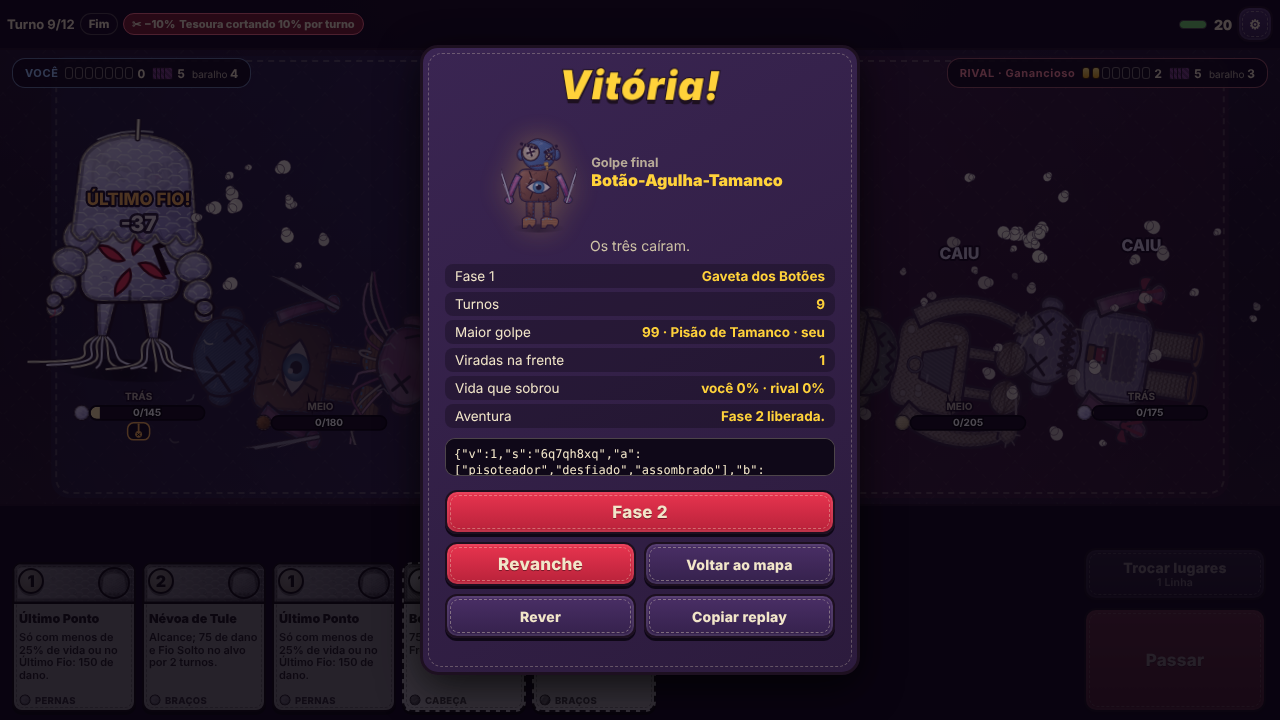 Turno 9/12
Fim
✂ −10% Tesoura cortando 10% por turno
20
VOCÊ 0 5 baralho 4
RIVAL · Ganancioso 2 5 baralho 3
Vitória!
Golpe final
Botão-Agulha-Tamanco
Os três caíram.
Fase 1 Gaveta dos Botões
Turnos 9
Maior golpe 99 · Pisão de Tamanco · seu
Viradas na frente 1
Vida que sobrou você 0% · rival 0%
Aventura Fase 2 liberada.
{"v":1,"s":"6q7qh8xq","a":
["pisoteador","desfiado","assombrado"],"b":
Fase 2
Revanche
Voltar ao mapa
Rever
Copiar replay
ÚLTIMO FIO!
-37
CAIU
CAIU
TRÁS
0/145
MEIO
0/180
MEIO
0/205
TRÁS
0/175
1
Último Ponto
Só com menos de
25% de vida ou no
Último Fio: 150 de
dano.
PERNAS
2
Névoa de Tule
Alcance; 75 de dano
e Fio Solto no alvo
por 2 turnos.
BRAÇOS
1
Último Ponto
Só com menos de
25% de vida ou no
Último Fio: 150 de
dano.
PERNAS
CABEÇA
BRAÇOS
Trocar lugares
1 Linha
Passar